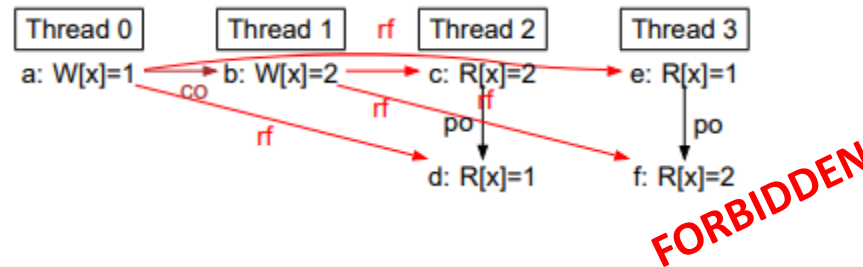 Thread 0 Thread 1 rf Thread 2 Thread 3
a: W[x]=1 b: W[x]=2 c: R[x]=2 e: R[x]=1
co rf rf
rf po po
d: R[x]=1 f: R[x]=2
FORBIDDEN